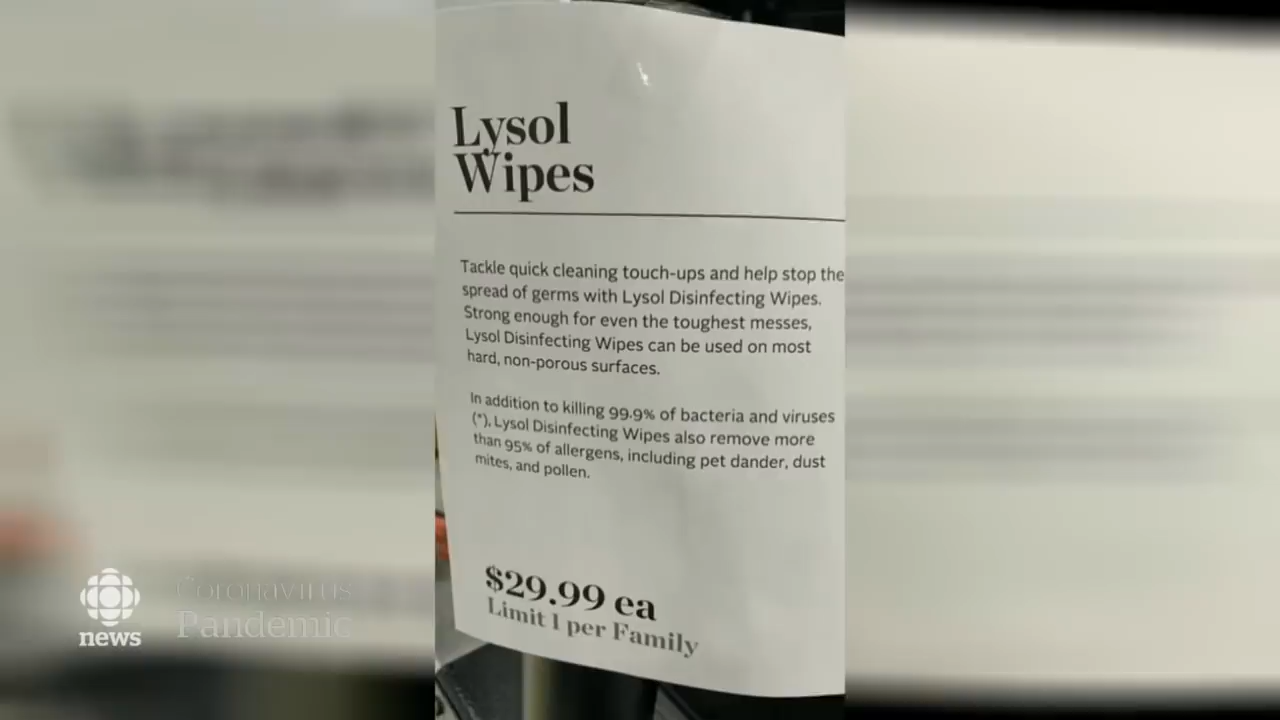 Lysol
Wipes
Tackle quick cleaning touch-ups and help stop the
spread of germs with Lysol Disinfecting Wipes.
Strong enough for even the toughest messes,
Lysol Disinfecting Wipes can be used on most
hard, non-porous surfaces.
In addition to killing 99.9% of bacteria and viruses
(*), Lysol Disinfecting Wipes also remove more
than 95% of allergens, including pet dander, dust
mites, and pollen.
$29.99 ea
Limit 1 per Family
news
Coronavirus
Pandemic